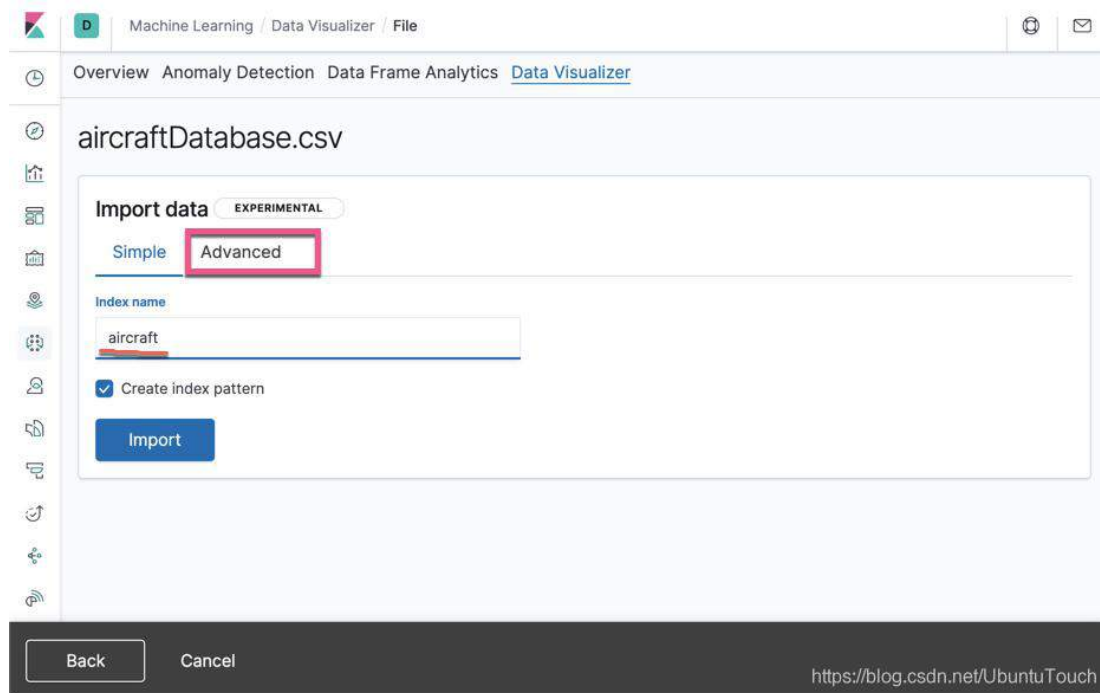 D Machine Learning / Data Visualizer / File
Overview Anomaly Detection Data Frame Analytics Data Visualizer
aircraftDatabase.csv
Import data EXPERIMENTAL
Simple Advanced
Index name
aircraft
Create index pattern
Import
Back Cancel
https://blog.csdn.net/UbuntuTouch